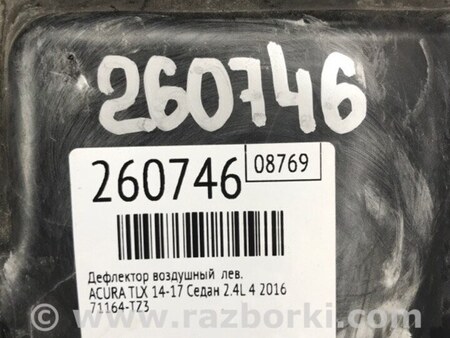 260746
260746 08769
Дефлектор воздушный лев.
ACURA TLX 14-17 Седан 2.4L 4 2016
71164-TZ3
www.razborki.com